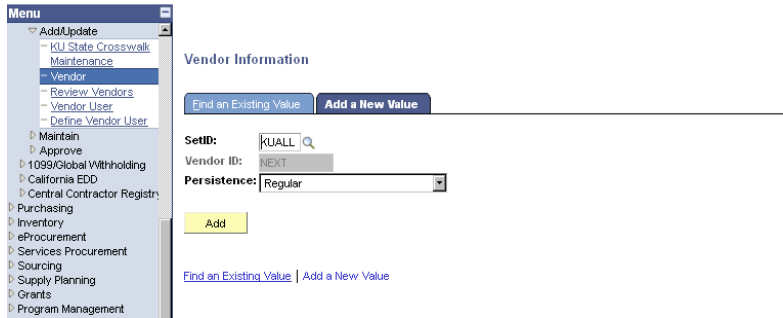 Menu
Add/Update
KU State Crosswalk
Maintenance
Vendor
Review Vendors
Vendor User
Define Vendor User
Maintain
Approve
1099/Global Withholding
California EDD
Central Contractor Registry
Purchasing
Inventory
eProcurement
Services Procurement
Sourcing
Supply Planning
Grants
Program Management
Vendor Information
Find an Existing Value
Add a New Value
SetID: KUALL
Vendor ID: NEXT
Persistence: Regular
Add
Find an Existing Value | Add a New Value